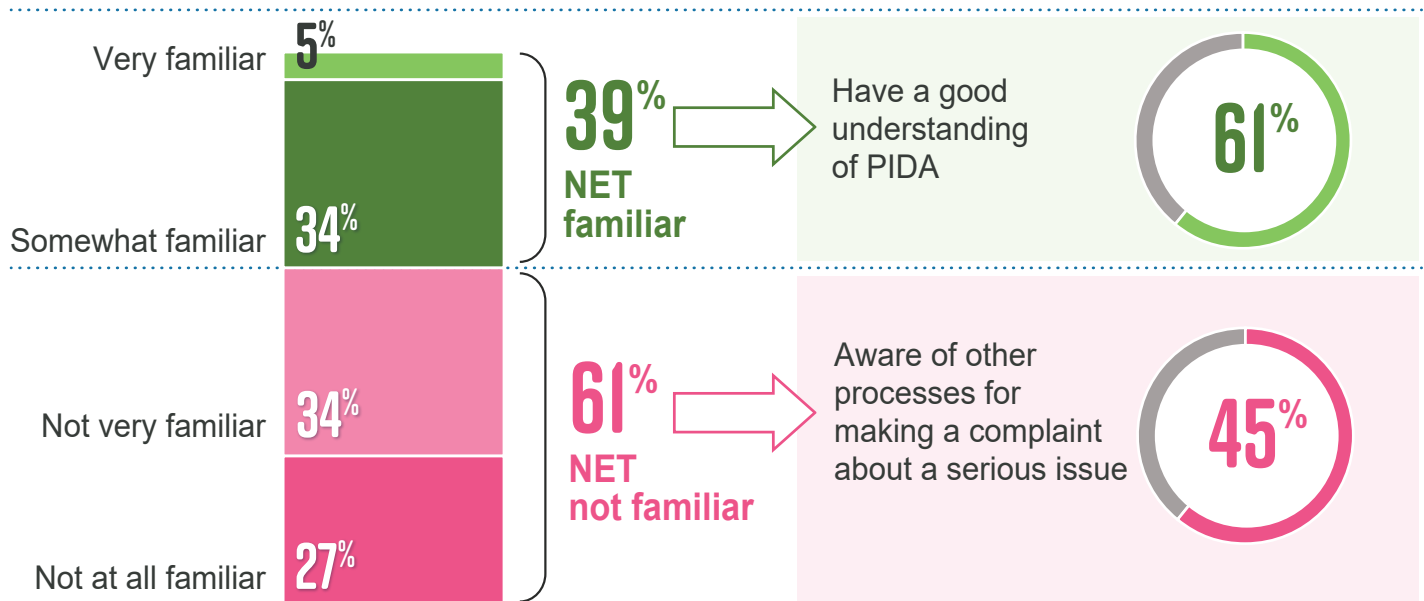 Very familiar
5%
Somewhat familiar
34%
39%
NET
familiar
Have a good
understanding
of PIDA
61%
Not very familiar
34%
Not at all familiar
27%
61%
NET
not familiar
Aware of other
processes for
making a complaint
about a serious issue
45%